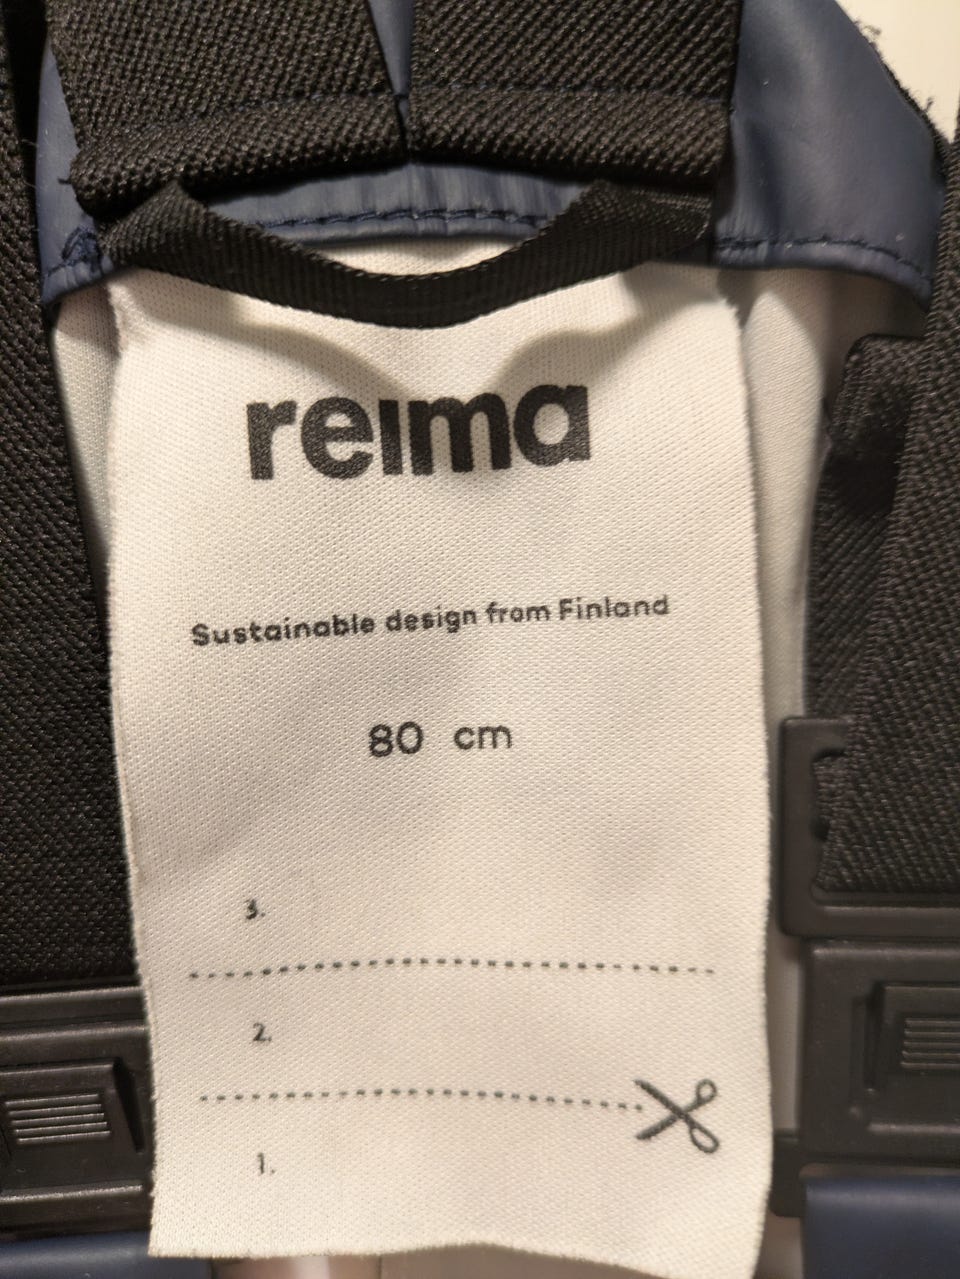 reima
Sustainable design from Finland
80 cm
3.
2.
1.